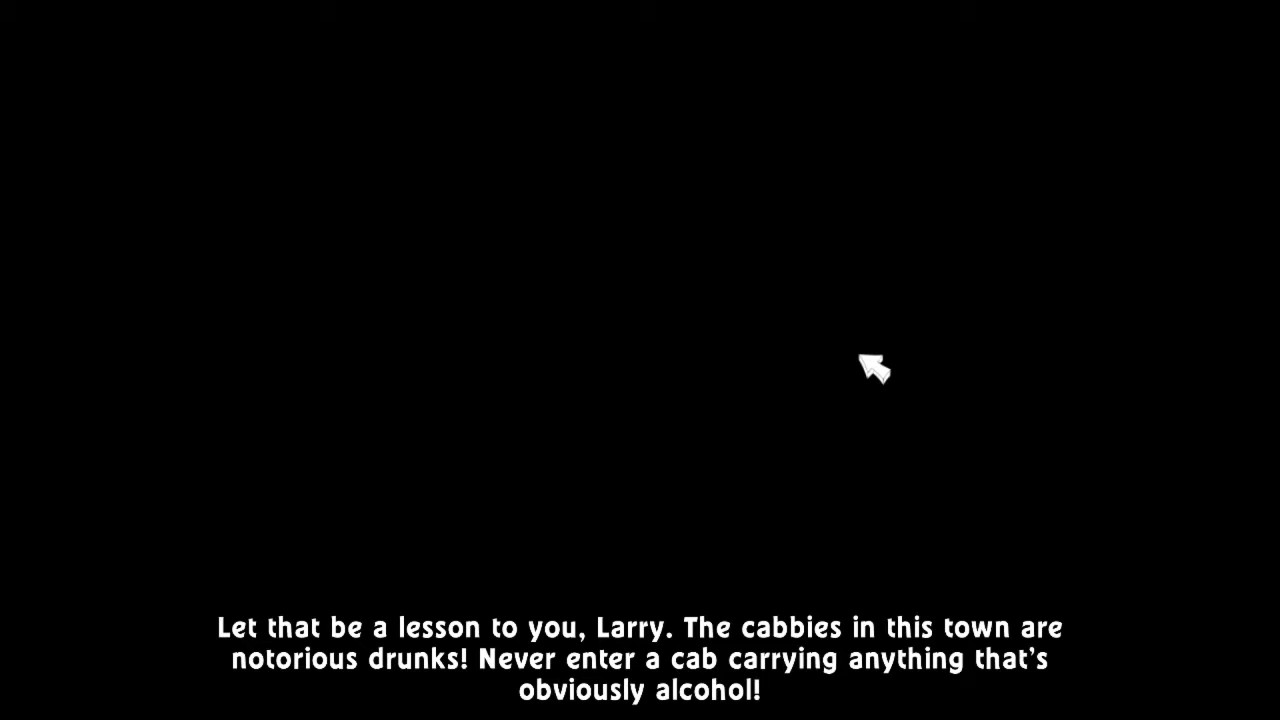 Let that be a lesson to you, Larry. The cabbies in this town are
notorious drunks! Never enter a cab carrying anything that's
obviously alcohol!